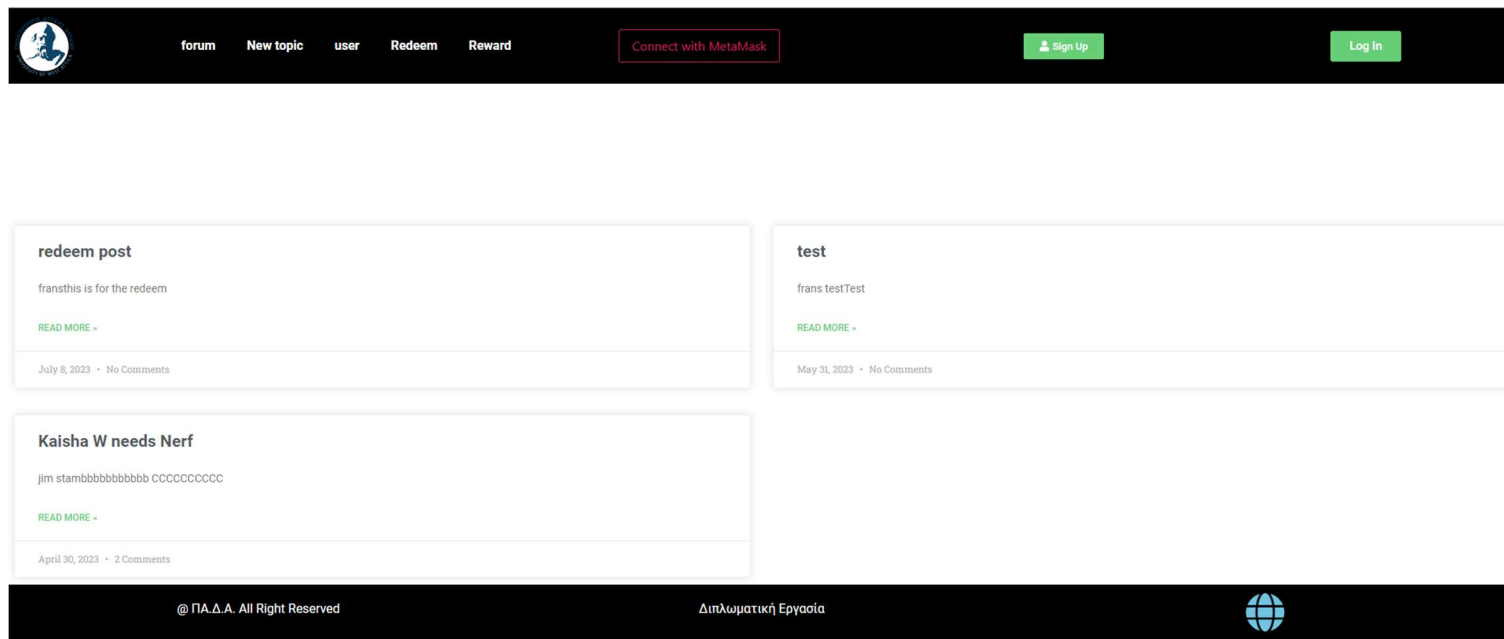 forum New topic user Redeem Reward Connect with MetaMask Sign Up Log In
redeem post
fransthis is for the redeem
READ MORE »
July 8, 2023 • No Comments
test
frans testTest
READ MORE »
May 31, 2023 • No Comments
Kaisha W needs Nerf
jim stambbbbbbbbbbb CCCCCCCCCC
READ MORE »
April 30, 2023 • 2 Comments
@ ΠΑ.Δ.Α. All Right Reserved
Διπλωματική Εργασία